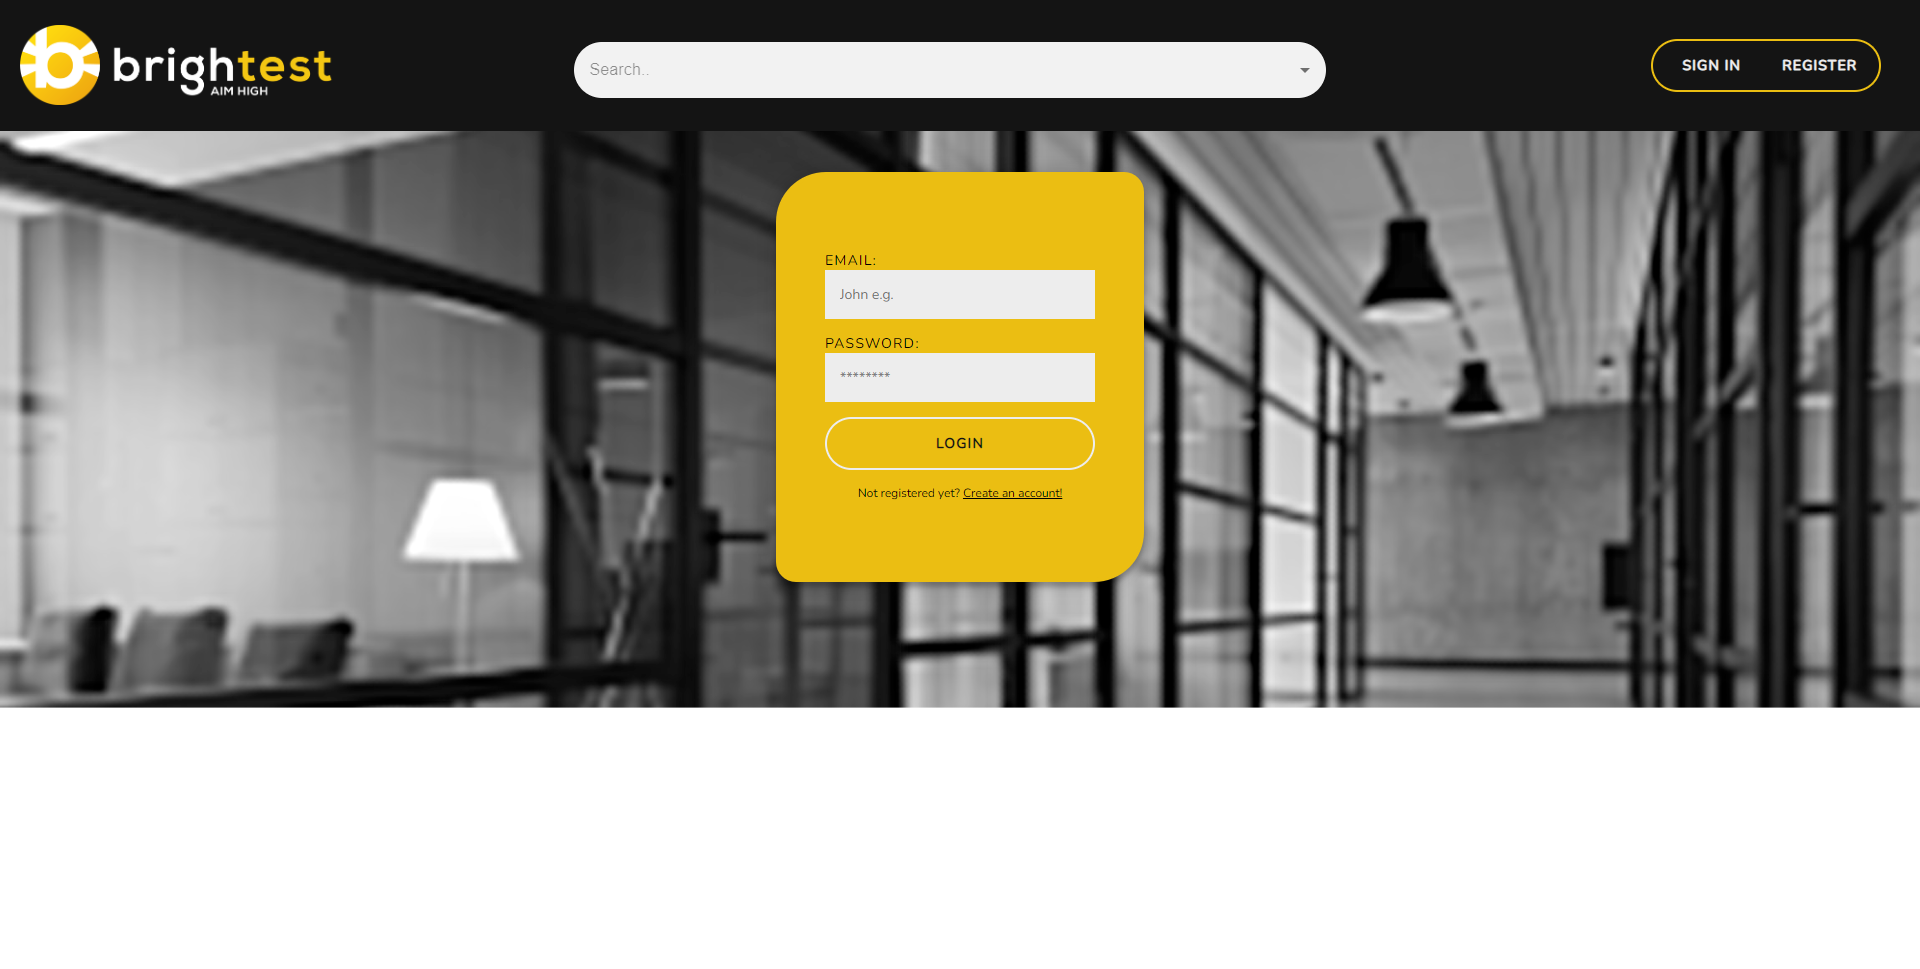 brightest
AIM HIGH
Search..
SIGN IN
REGISTER
EMAIL:
John e.g.
PASSWORD:
********
LOGIN
Not registered yet? Create an account!